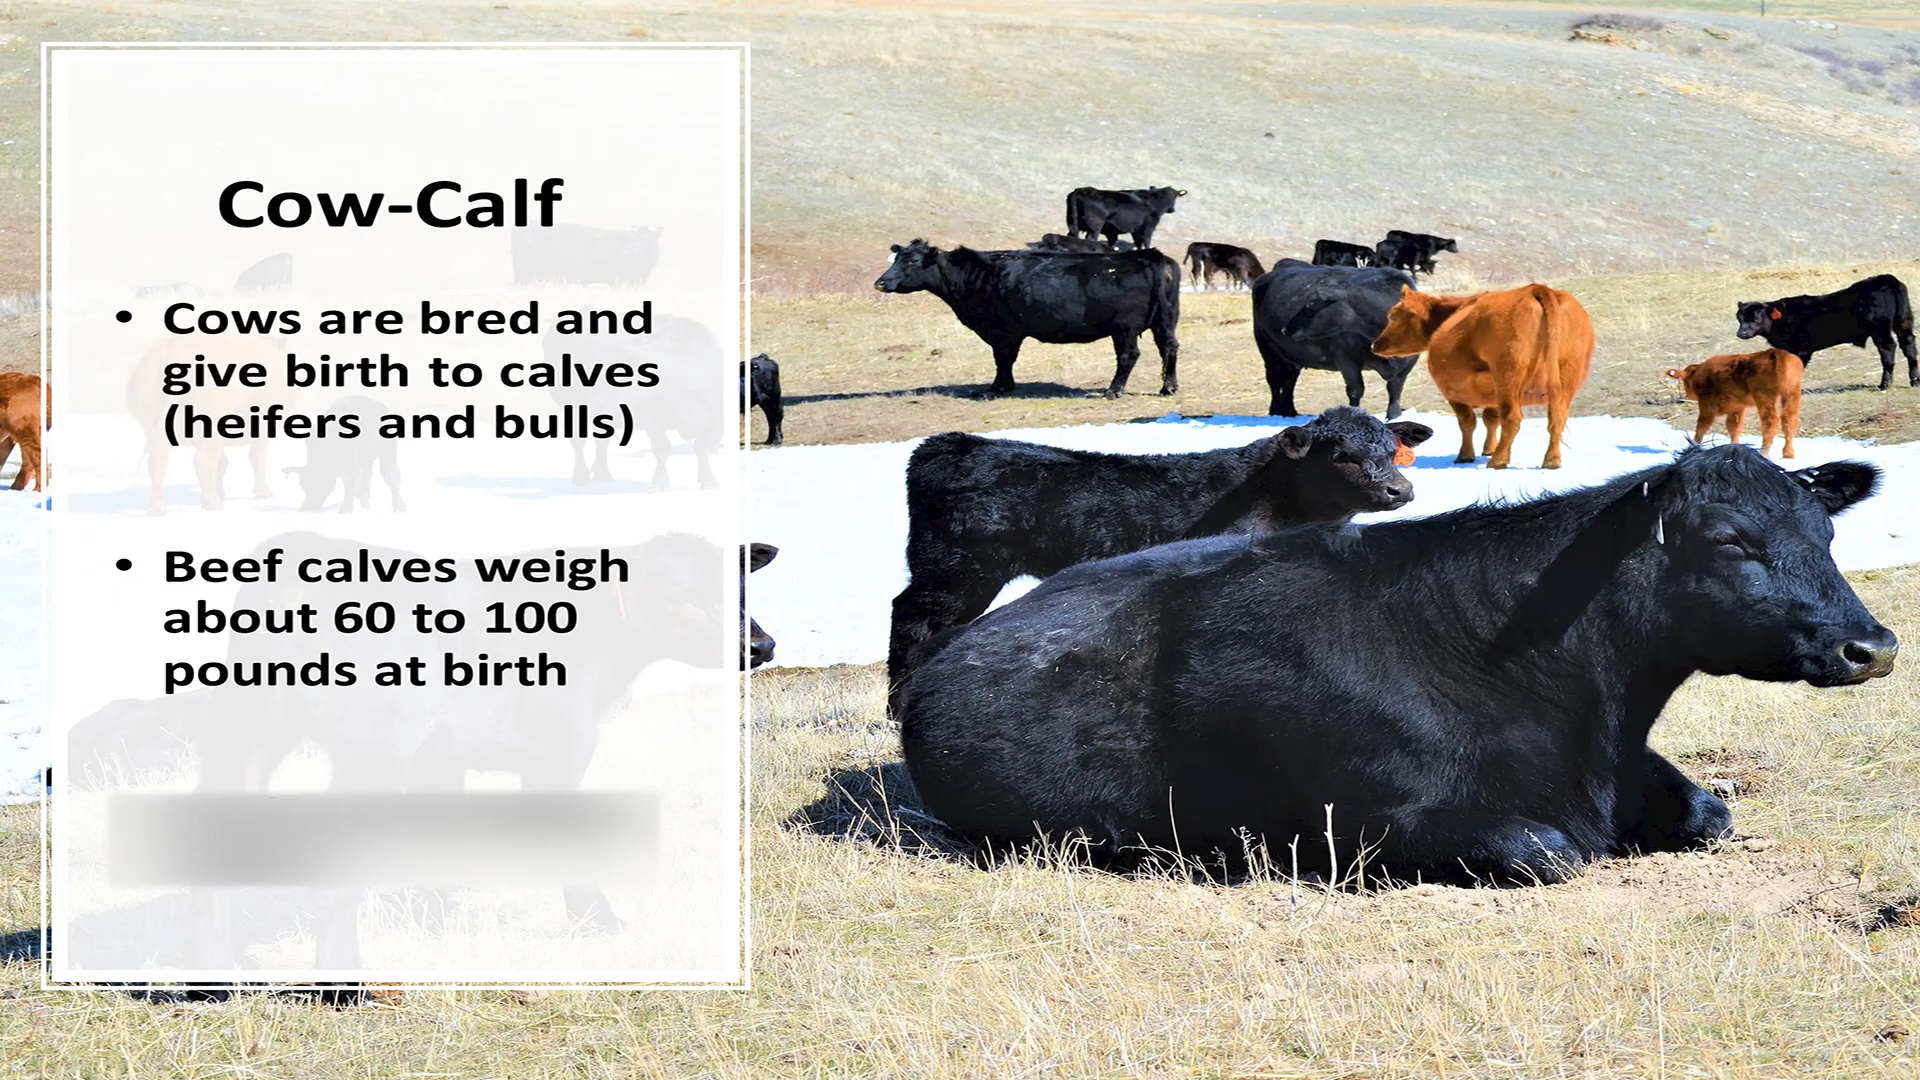 Cow-Calf
• Cows are bred and
give birth to calves
(heifers and bulls)
• Beef calves weigh
about 60 to 100
pounds at birth